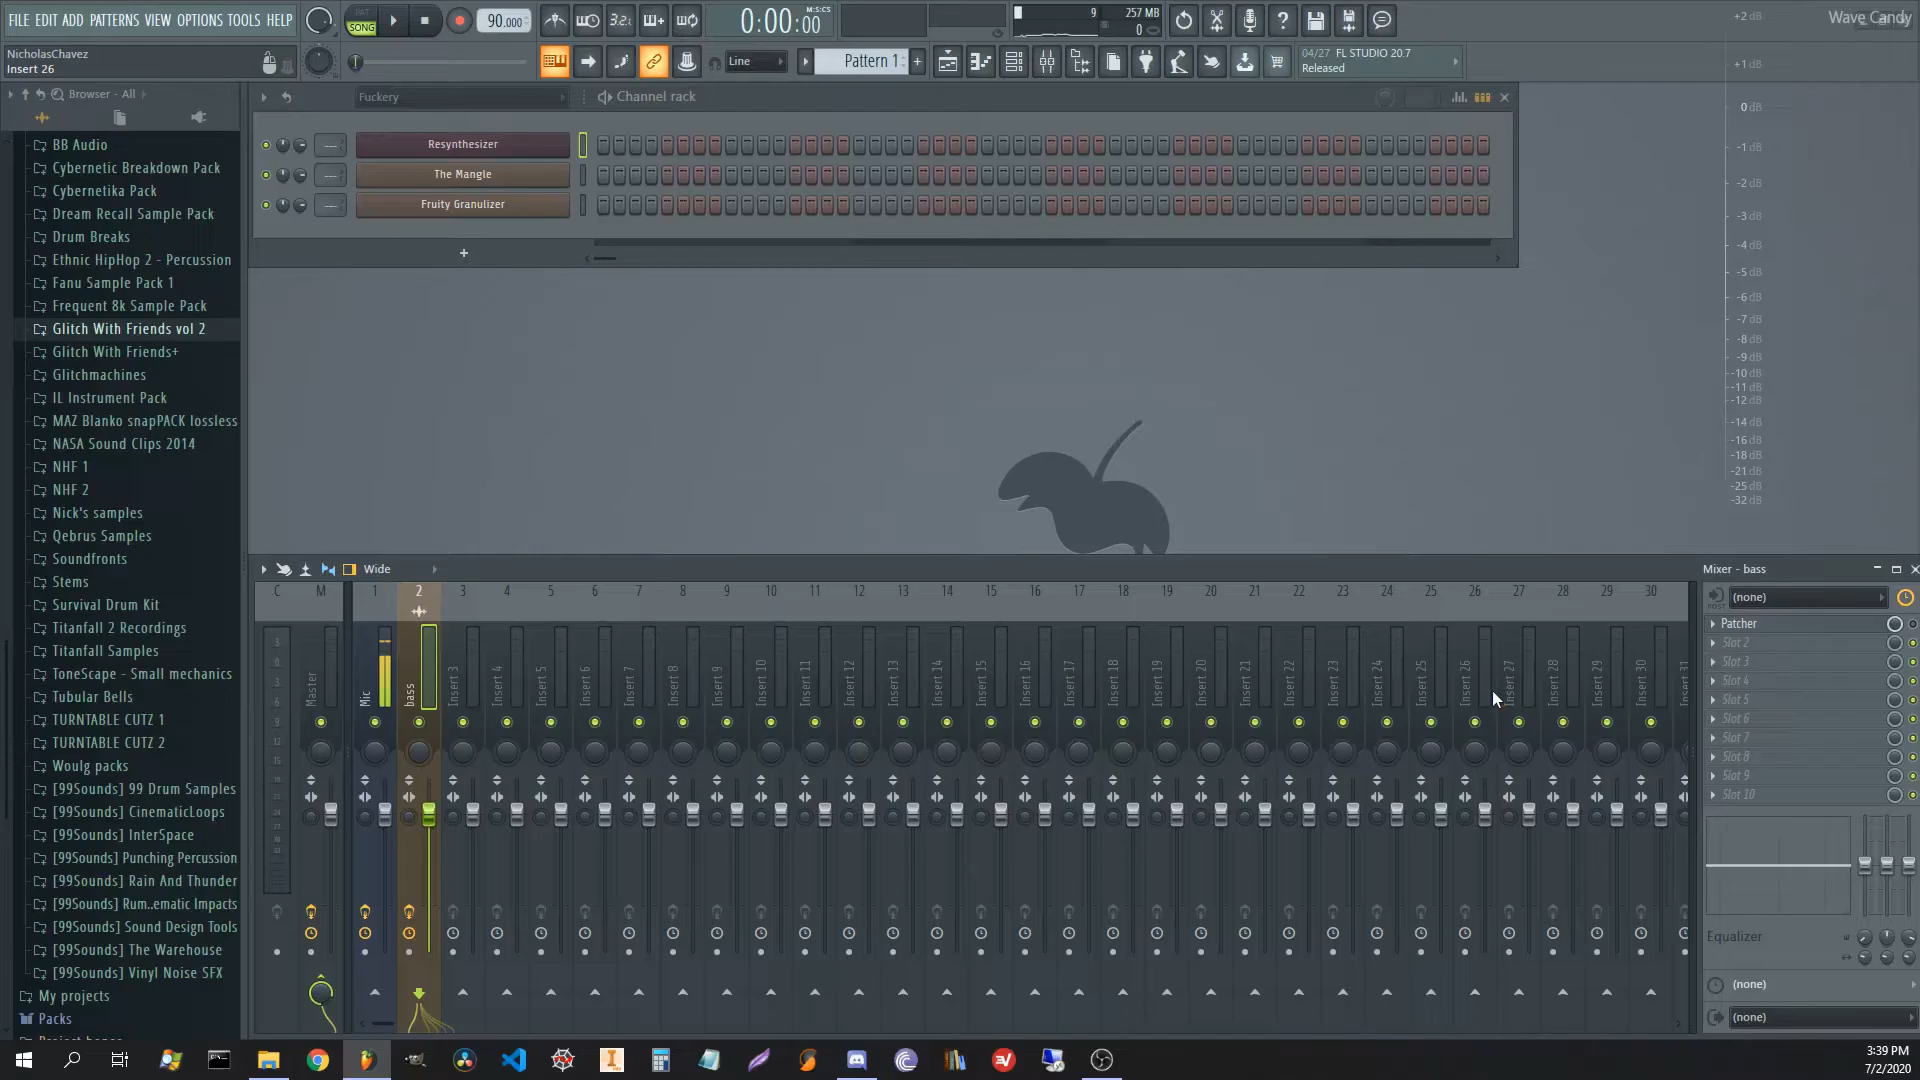 FILE EDIT ADD PATTERNS VIEW OPTIONS TOOLS HELP
PAT
SONG
90.000
3.2
0:00:00
M:S:CS
9
257 MB
0
Wave Candy
NicholasChavez
Insert 26
Line
Pattern 1
+
04/27 FL STUDIO 20.7
Released
Browser - All
BB Audio
Cybernetic Breakdown Pack
Cybernetika Pack
Dream Recall Sample Pack
Drum Breaks
Ethnic HipHop 2 - Percussion
Fanu Sample Pack 1
Frequent 8k Sample Pack
Glitch With Friends vol 2
Glitch With Friends+
Glitchmachines
IL Instrument Pack
MAZ Blanko snapPACK lossless
NASA Sound Clips 2014
NHF 1
NHF 2
Nick's samples
Qebrus Samples
Soundfronts
Stems
Survival Drum Kit
Titanfall 2 Recordings
Titanfall Samples
ToneScape - Small mechanics
Tubular Bells
TURNTABLE CUTZ 1
TURNTABLE CUTZ 2
Woulg packs
[99Sounds] 99 Drum Samples
[99Sounds] CinematicLoops
[99Sounds] InterSpace
[99Sounds] Punching Percussion
[99Sounds] Rain And Thunder
[99Sounds] Rum..ematic Impacts
[99Sounds] Sound Design Tools
[99Sounds] The Warehouse
[99Sounds] Vinyl Noise SFX
My projects
Packs
Fuckery
Channel rack
Resynthesizer
The Mangle
Fruity Granulizer
+
+2 dB
+1 dB
0 dB
-1 dB
-2 dB
-3 dB
-4 dB
-5 dB
-6 dB
-7 dB
-8 dB
-9 dB
-10 dB
-11 dB
-12 dB
-14 dB
-16 dB
-18 dB
-21 dB
-25 dB
-32 dB
Wide
C M 1 2 3 4 5 6 7 8 9 10 11 12 13 14 15 16 17 18 19 20 21 22 23 24 25 26 27 28 29 30
Master
Mic
bass
Insert 3
Insert 4
Insert 5
Insert 6
Insert 7
Insert 8
Insert 9
Insert 10
Insert 11
Insert 12
Insert 13
Insert 14
Insert 15
Insert 16
Insert 17
Insert 18
Insert 19
Insert 20
Insert 21
Insert 22
Insert 23
Insert 24
Insert 25
Insert 26
Insert 27
Insert 28
Insert 29
Insert 30
Mixer - bass
(none)
Patcher
Slot 2
Slot 3
Slot 4
Slot 5
Slot 6
Slot 7
Slot 8
Slot 9
Slot 10
Equalizer
(none)
(none)
3:39 PM
7/2/2020